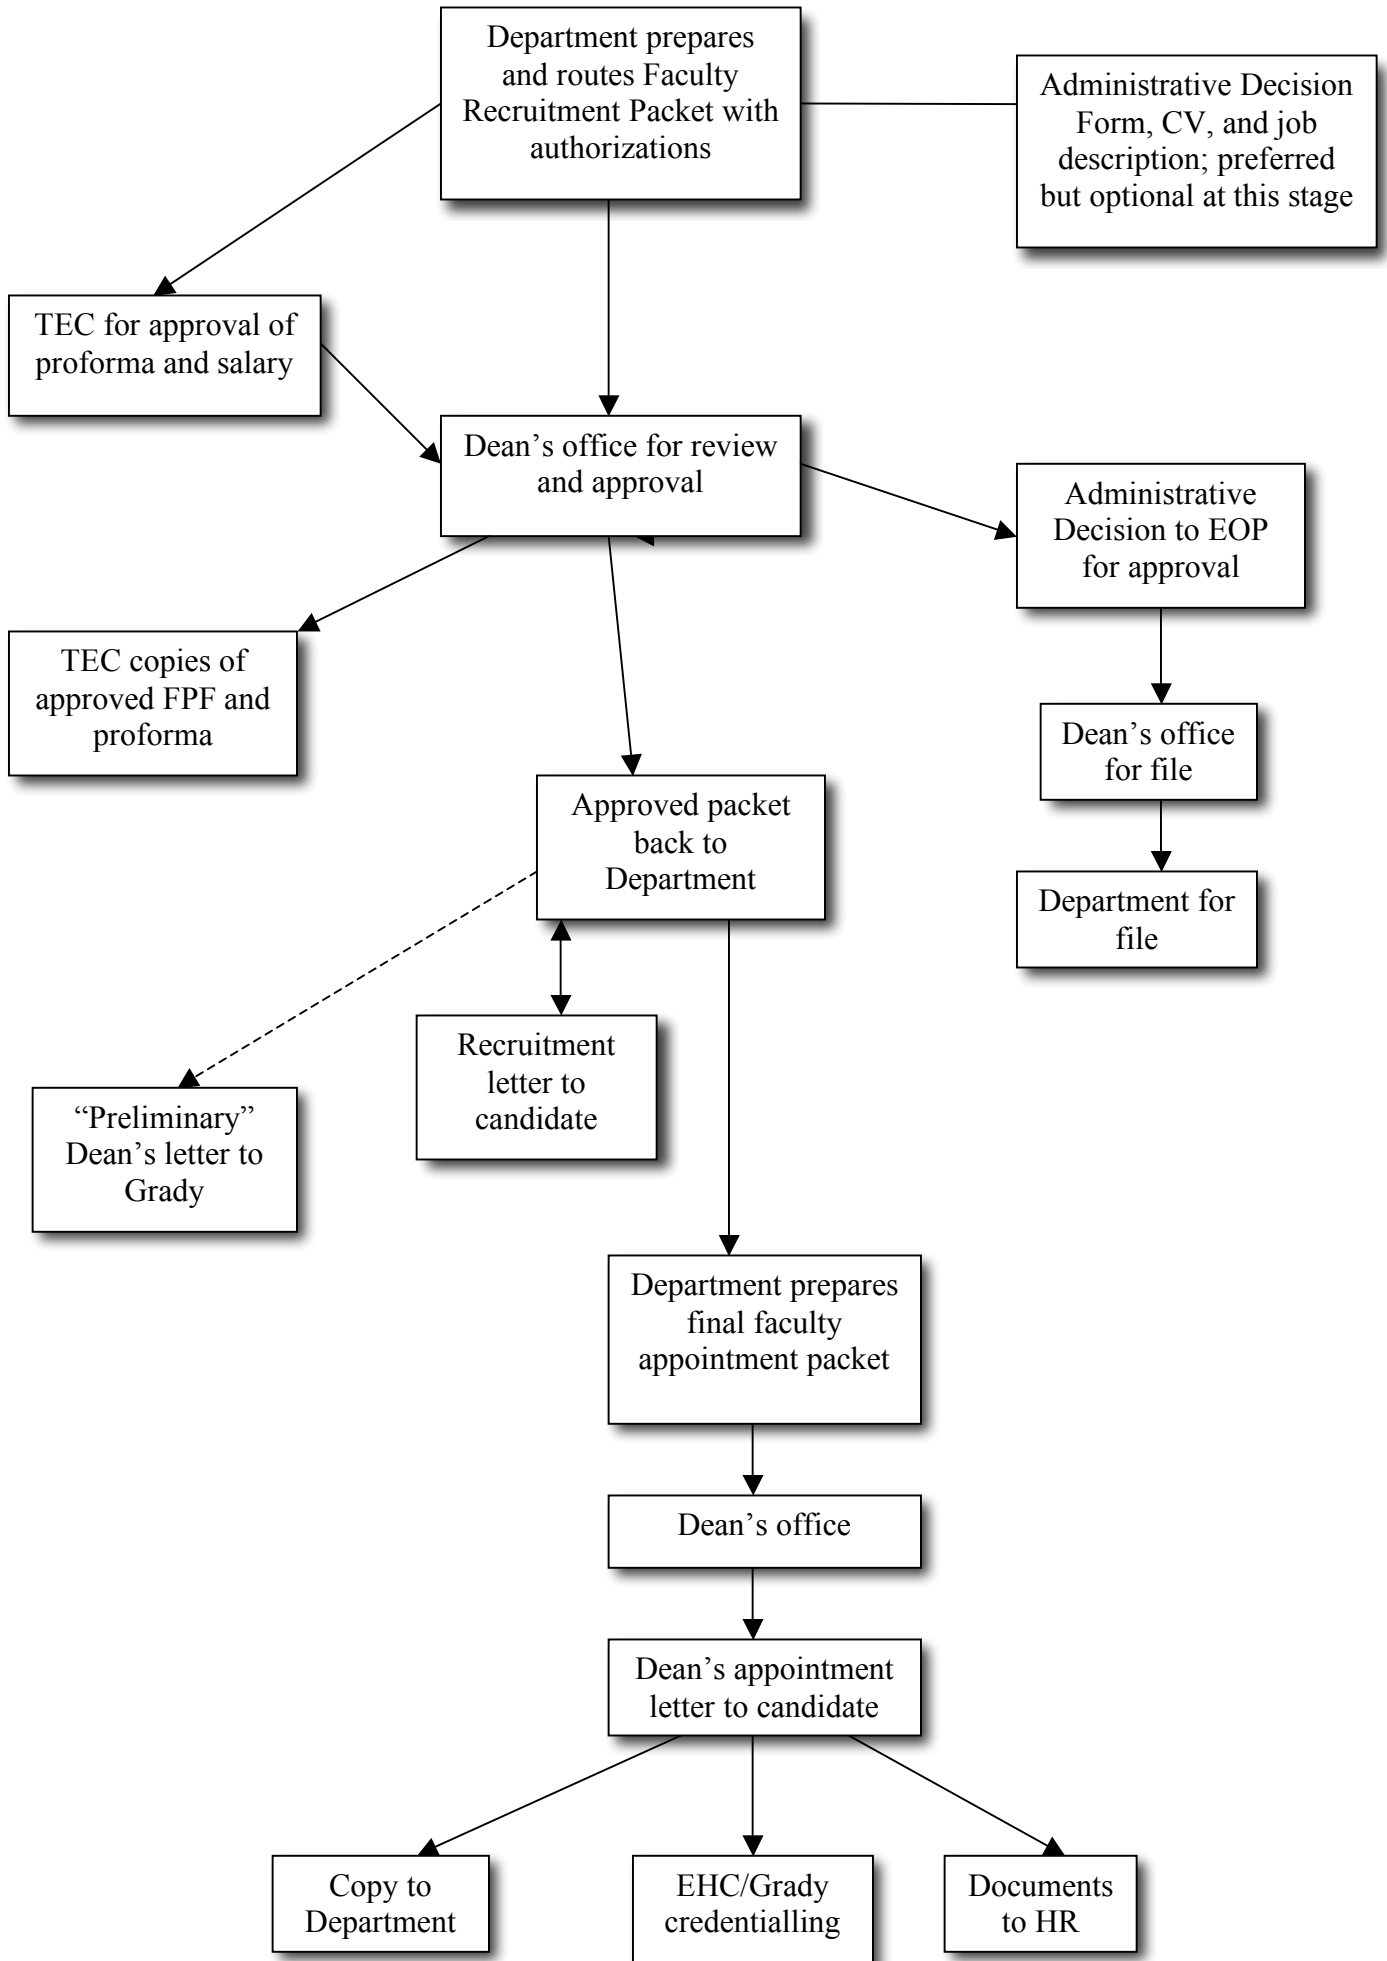 Department prepares
and routes Faculty
Recruitment Packet with
authorizations
Administrative Decision
Form, CV, and job
description; preferred
but optional at this stage
TEC for approval of
proforma and salary
Dean’s office for review
and approval
Administrative
Decision to EOP
for approval
TEC copies of
approved FPF and
proforma
Dean’s office
for file
Approved packet
back to
Department
Department for
file
Recruitment
letter to
candidate
“Preliminary”
Dean’s letter to
Grady
Department prepares
final faculty
appointment packet
Dean’s office
Dean’s appointment
letter to candidate
Copy to
Department
EHC/Grady
credentialling
Documents
to HR